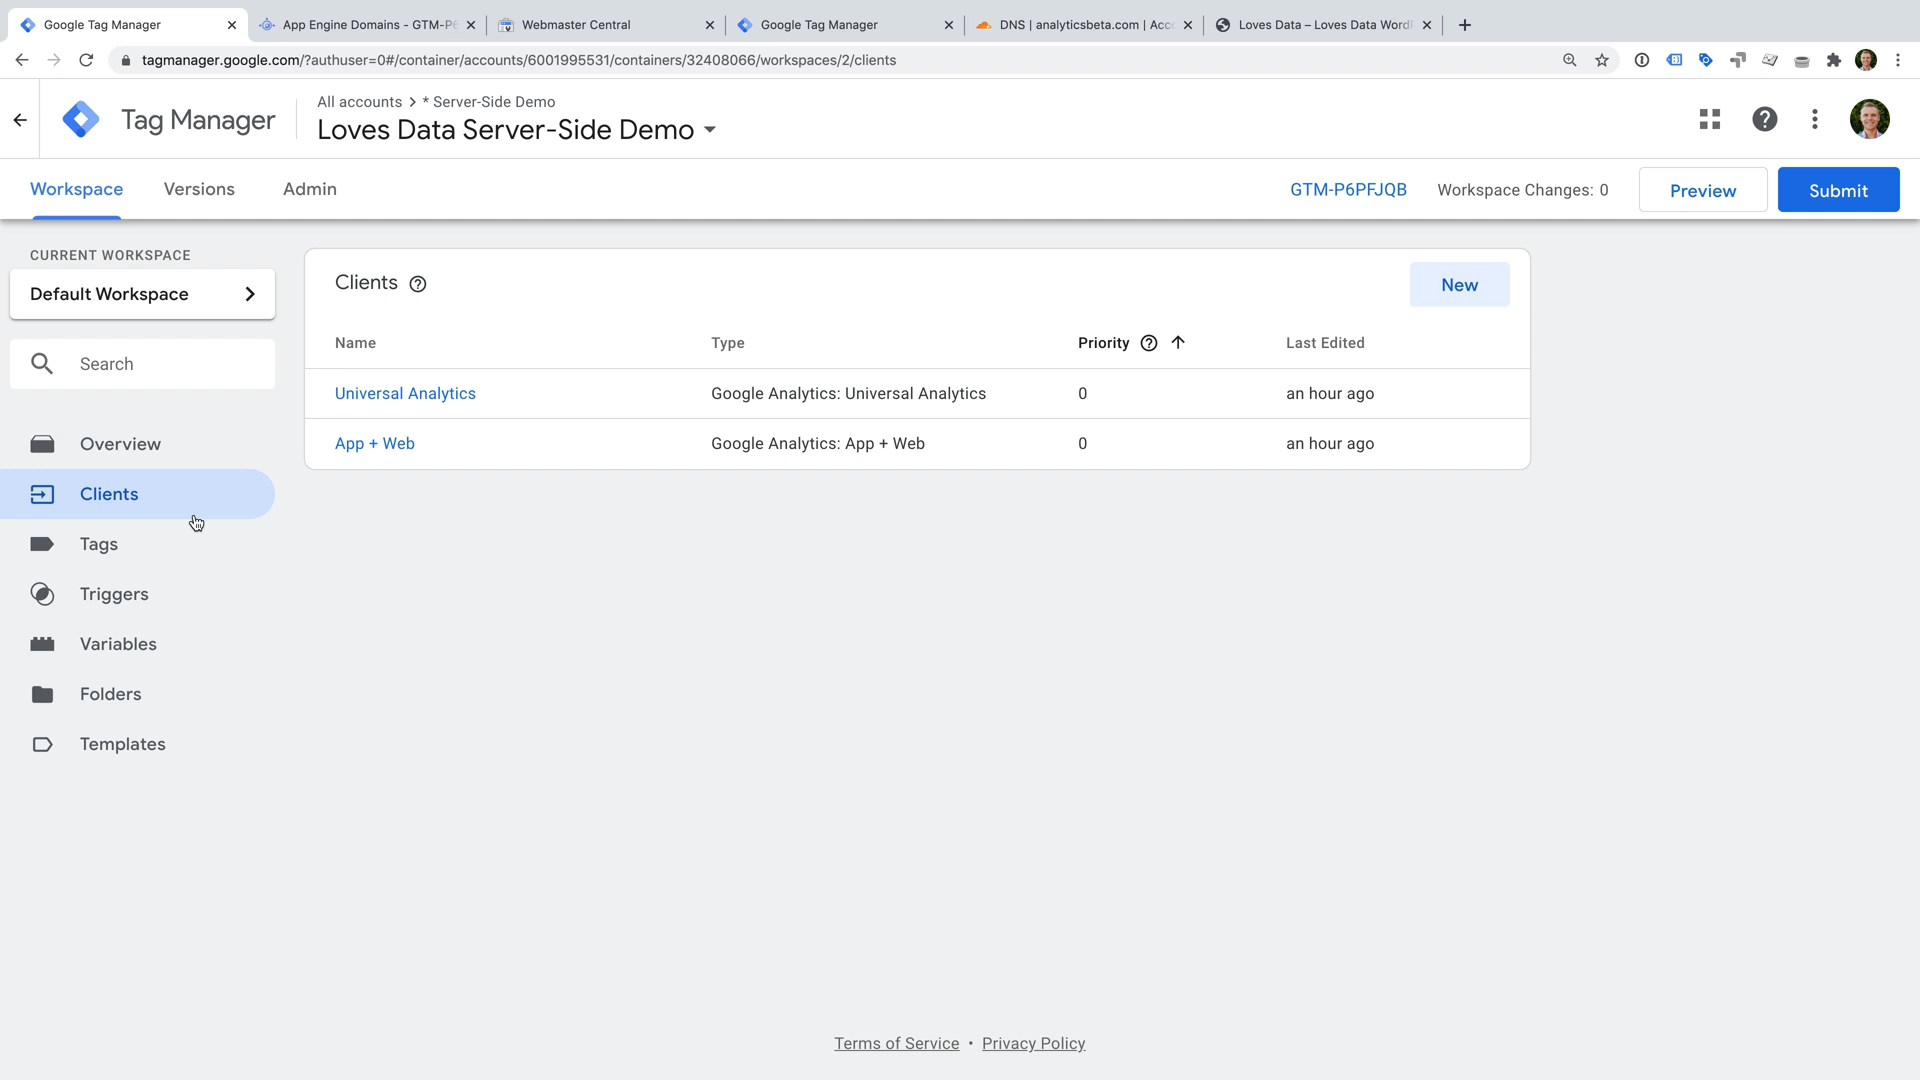 Google Tag Manager
App Engine Domains - GTM-P6
Webmaster Central
Google Tag Manager
DNS | analyticsbeta.com | Acc
Loves Data – Loves Data Word
tagmanager.google.com/?authuser=0#/container/accounts/6001995531/containers/32408066/workspaces/2/clients
Tag Manager
All accounts > * Server-Side Demo
Loves Data Server-Side Demo
Workspace
Versions
Admin
GTM-P6PFJQB
Workspace Changes: 0
Preview
Submit
CURRENT WORKSPACE
Default Workspace
Search
Overview
Clients
Tags
Triggers
Variables
Folders
Templates
Clients
New
Name Type Priority Last Edited
Universal Analytics Google Analytics: Universal Analytics 0 an hour ago
App + Web Google Analytics: App + Web 0 an hour ago
Terms of Service • Privacy Policy